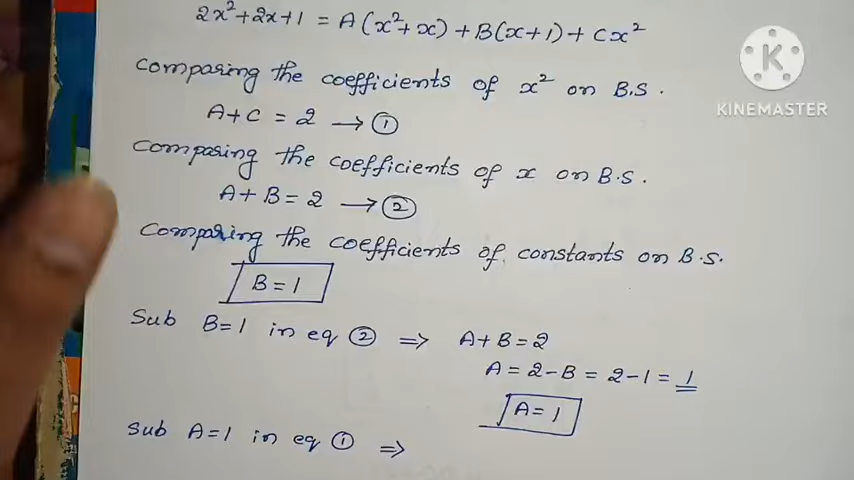 2x²+2x+1 = A(x²+x) + B(x+1) + Cx²
Comparing the coefficients of x² on B.S.
A+C = 2 → ①
Comparing the coefficients of x on B.S.
A+B = 2 → ②
Comparing the coefficients of constants on B.S.
B = 1
Sub B=1 in eq ② ⇒ A+B = 2
A = 2-B = 2-1 = 1
A = 1
Sub A=1 in eq ① ⇒
K
KINEMASTER